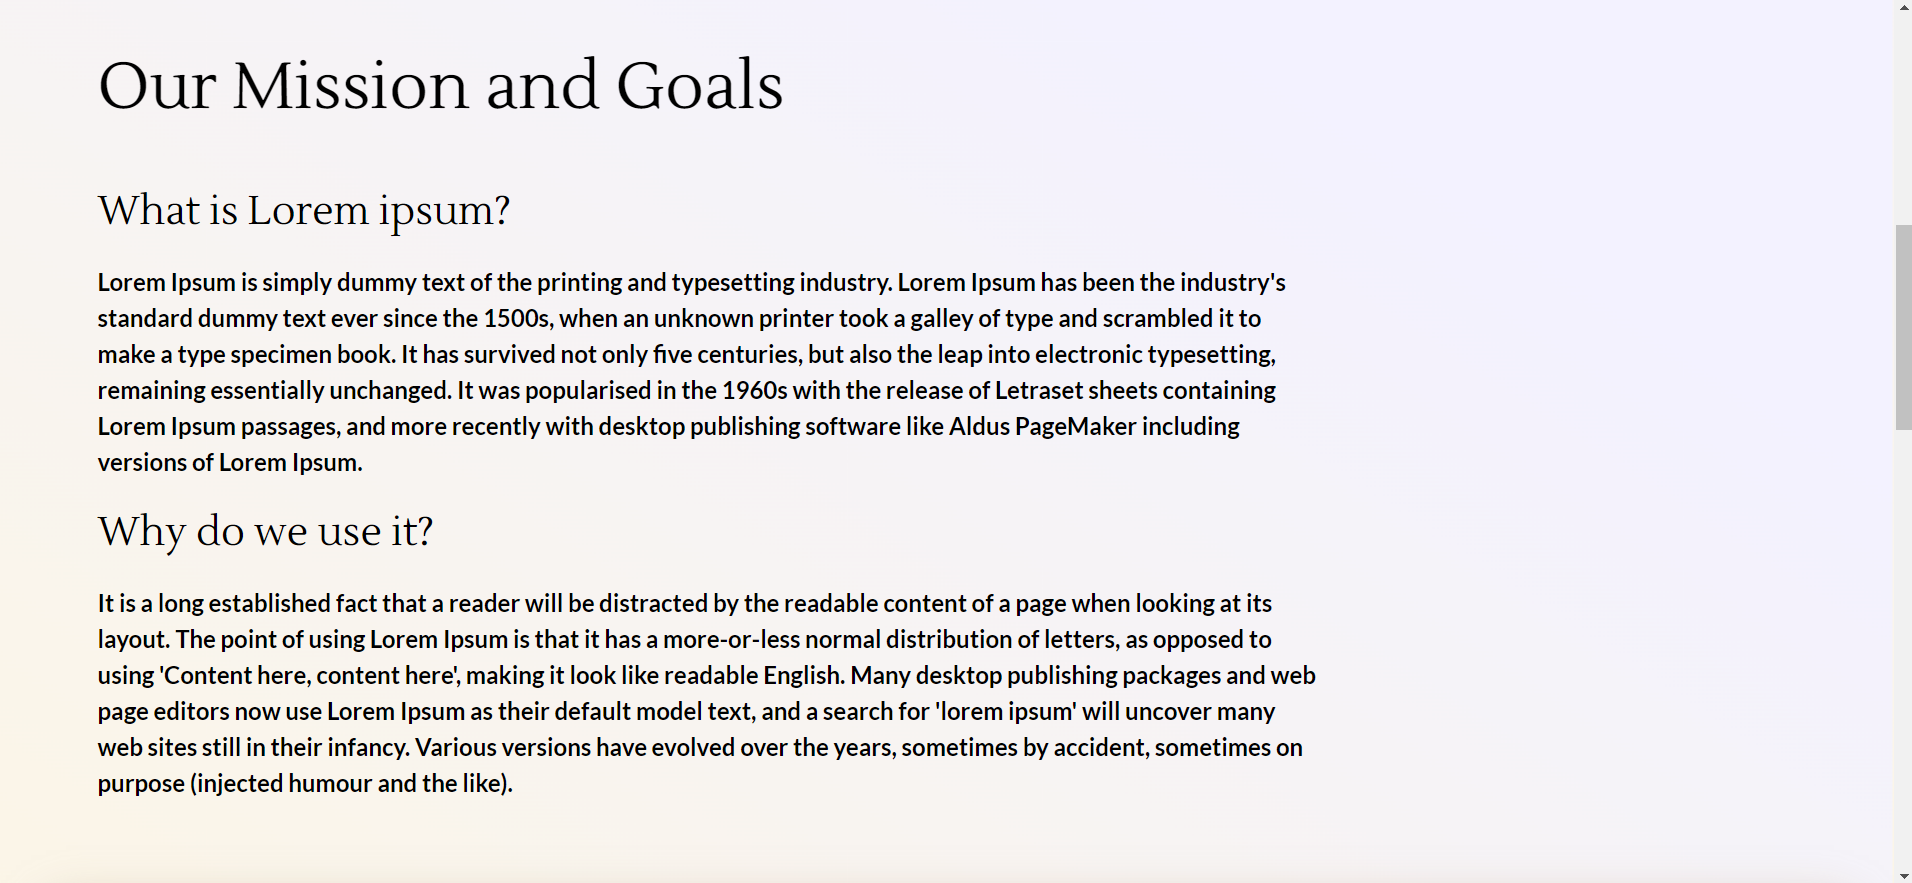 Our Mission and Goals
What is Lorem ipsum?
Lorem Ipsum is simply dummy text of the printing and typesetting industry. Lorem Ipsum has been the industry's
standard dummy text ever since the 1500s, when an unknown printer took a galley of type and scrambled it to
make a type specimen book. It has survived not only five centuries, but also the leap into electronic typesetting,
remaining essentially unchanged. It was popularised in the 1960s with the release of Letraset sheets containing
Lorem Ipsum passages, and more recently with desktop publishing software like Aldus PageMaker including
versions of Lorem Ipsum.
Why do we use it?
It is a long established fact that a reader will be distracted by the readable content of a page when looking at its
layout. The point of using Lorem Ipsum is that it has a more-or-less normal distribution of letters, as opposed to
using 'Content here, content here', making it look like readable English. Many desktop publishing packages and web
page editors now use Lorem Ipsum as their default model text, and a search for 'lorem ipsum' will uncover many
web sites still in their infancy. Various versions have evolved over the years, sometimes by accident, sometimes on
purpose (injected humour and the like).